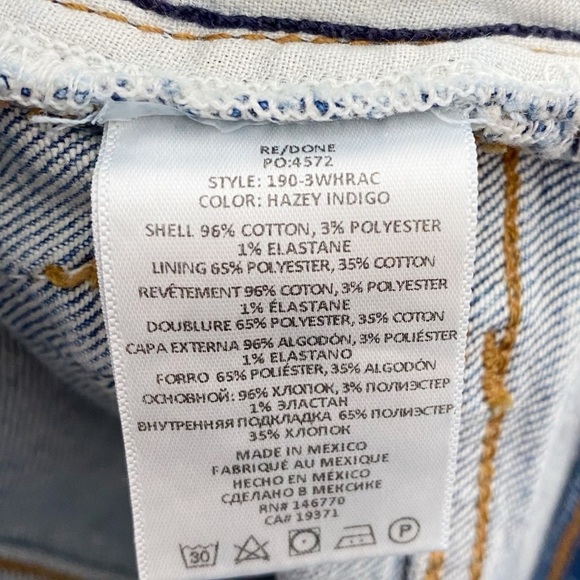 RE/DONE
PO:4572
STYLE: 190-3WHRAC
COLOR: HAZEY INDIGO
SHELL 96% COTTON, 3% POLYESTER
1% ELASTANE
LINING 65% POLYESTER, 35% COTTON
REVÊTEMENT 96% COTON, 3% POLYESTER
1% ÉLASTANE
DOUBLURE 65% POLYESTER, 35% COTON
CAPA EXTERNA 96% ALGODÓN, 3% POLIÉSTER
1% ELASTANO
FORRO 65% POLIÉSTER, 35% ALGODÓN
ОСНОВНОЙ: 96% ХЛОПОК, 3% ПОЛИЭСТЕР
1% ЭЛАСТАН
ВНУТРЕННЯЯ ПОДКЛАДКА 65% ПОЛИЭСТЕР,
35% ХЛОПОК
MADE IN MEXICO
FABRIQUÉ AU MEXIQUE
HECHO EN MÉXICO
СДЕЛАНО В МЕКСИКЕ
RN# 146770
CA# 19371
30 P